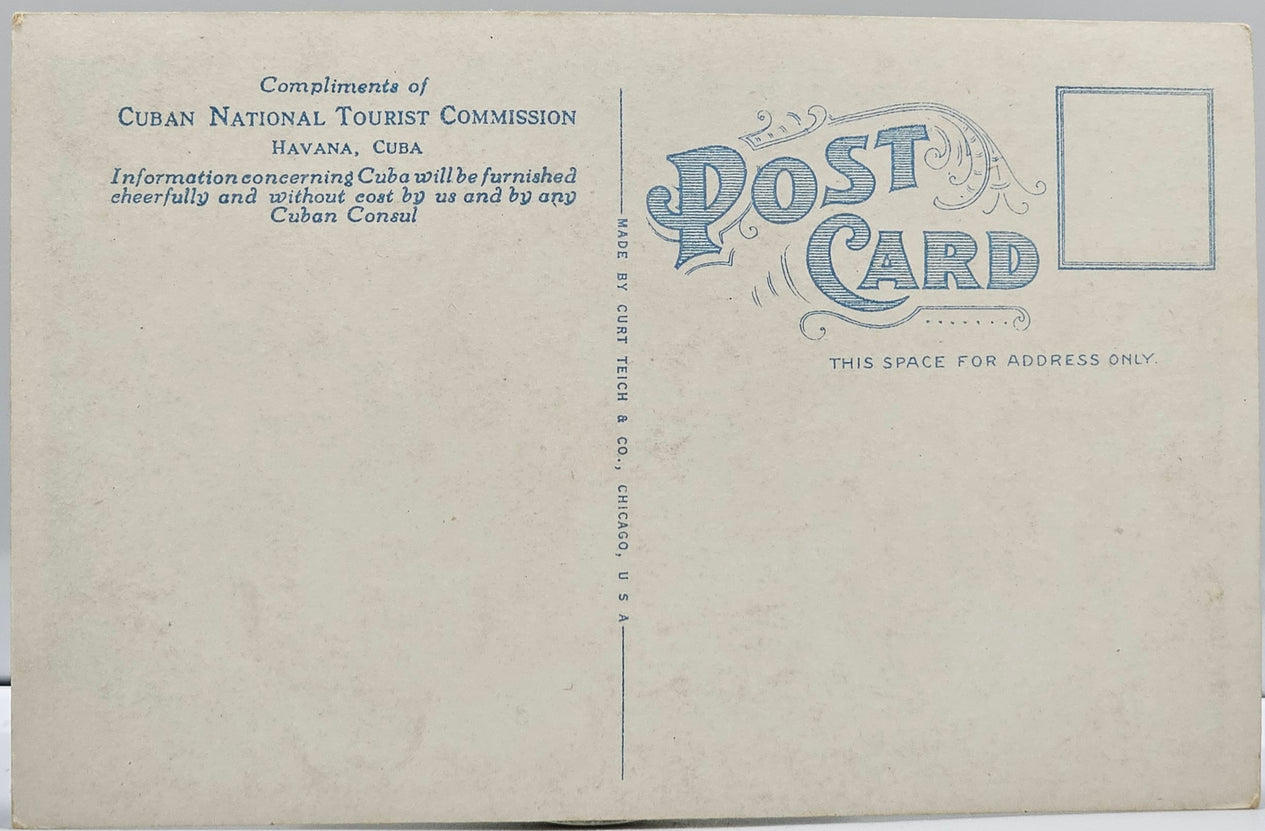 Compliments of
CUBAN NATIONAL TOURIST COMMISSION
HAVANA, CUBA
Information concerning Cuba will be furnished
cheerfully and without cost by us and by any
Cuban Consul
MADE BY CURT TEICH & CO., CHICAGO, U S A
POST
CARD
THIS SPACE FOR ADDRESS ONLY.